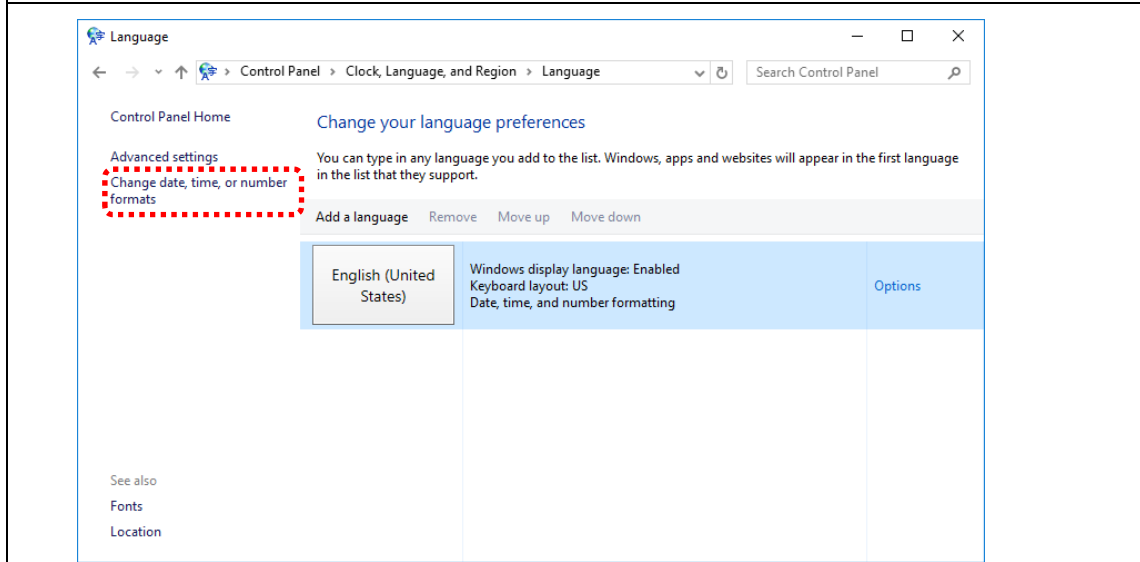 Language
Control Panel > Clock, Language, and Region > Language
Search Control Panel
Control Panel Home
Advanced settings
Change date, time, or number
formats
See also
Fonts
Location
Change your language preferences
You can type in any language you add to the list. Windows, apps and websites will appear in the first language
in the list that they support.
Add a language Remove Move up Move down
English (United
States)
Windows display language: Enabled
Keyboard layout: US
Date, time, and number formatting
Options